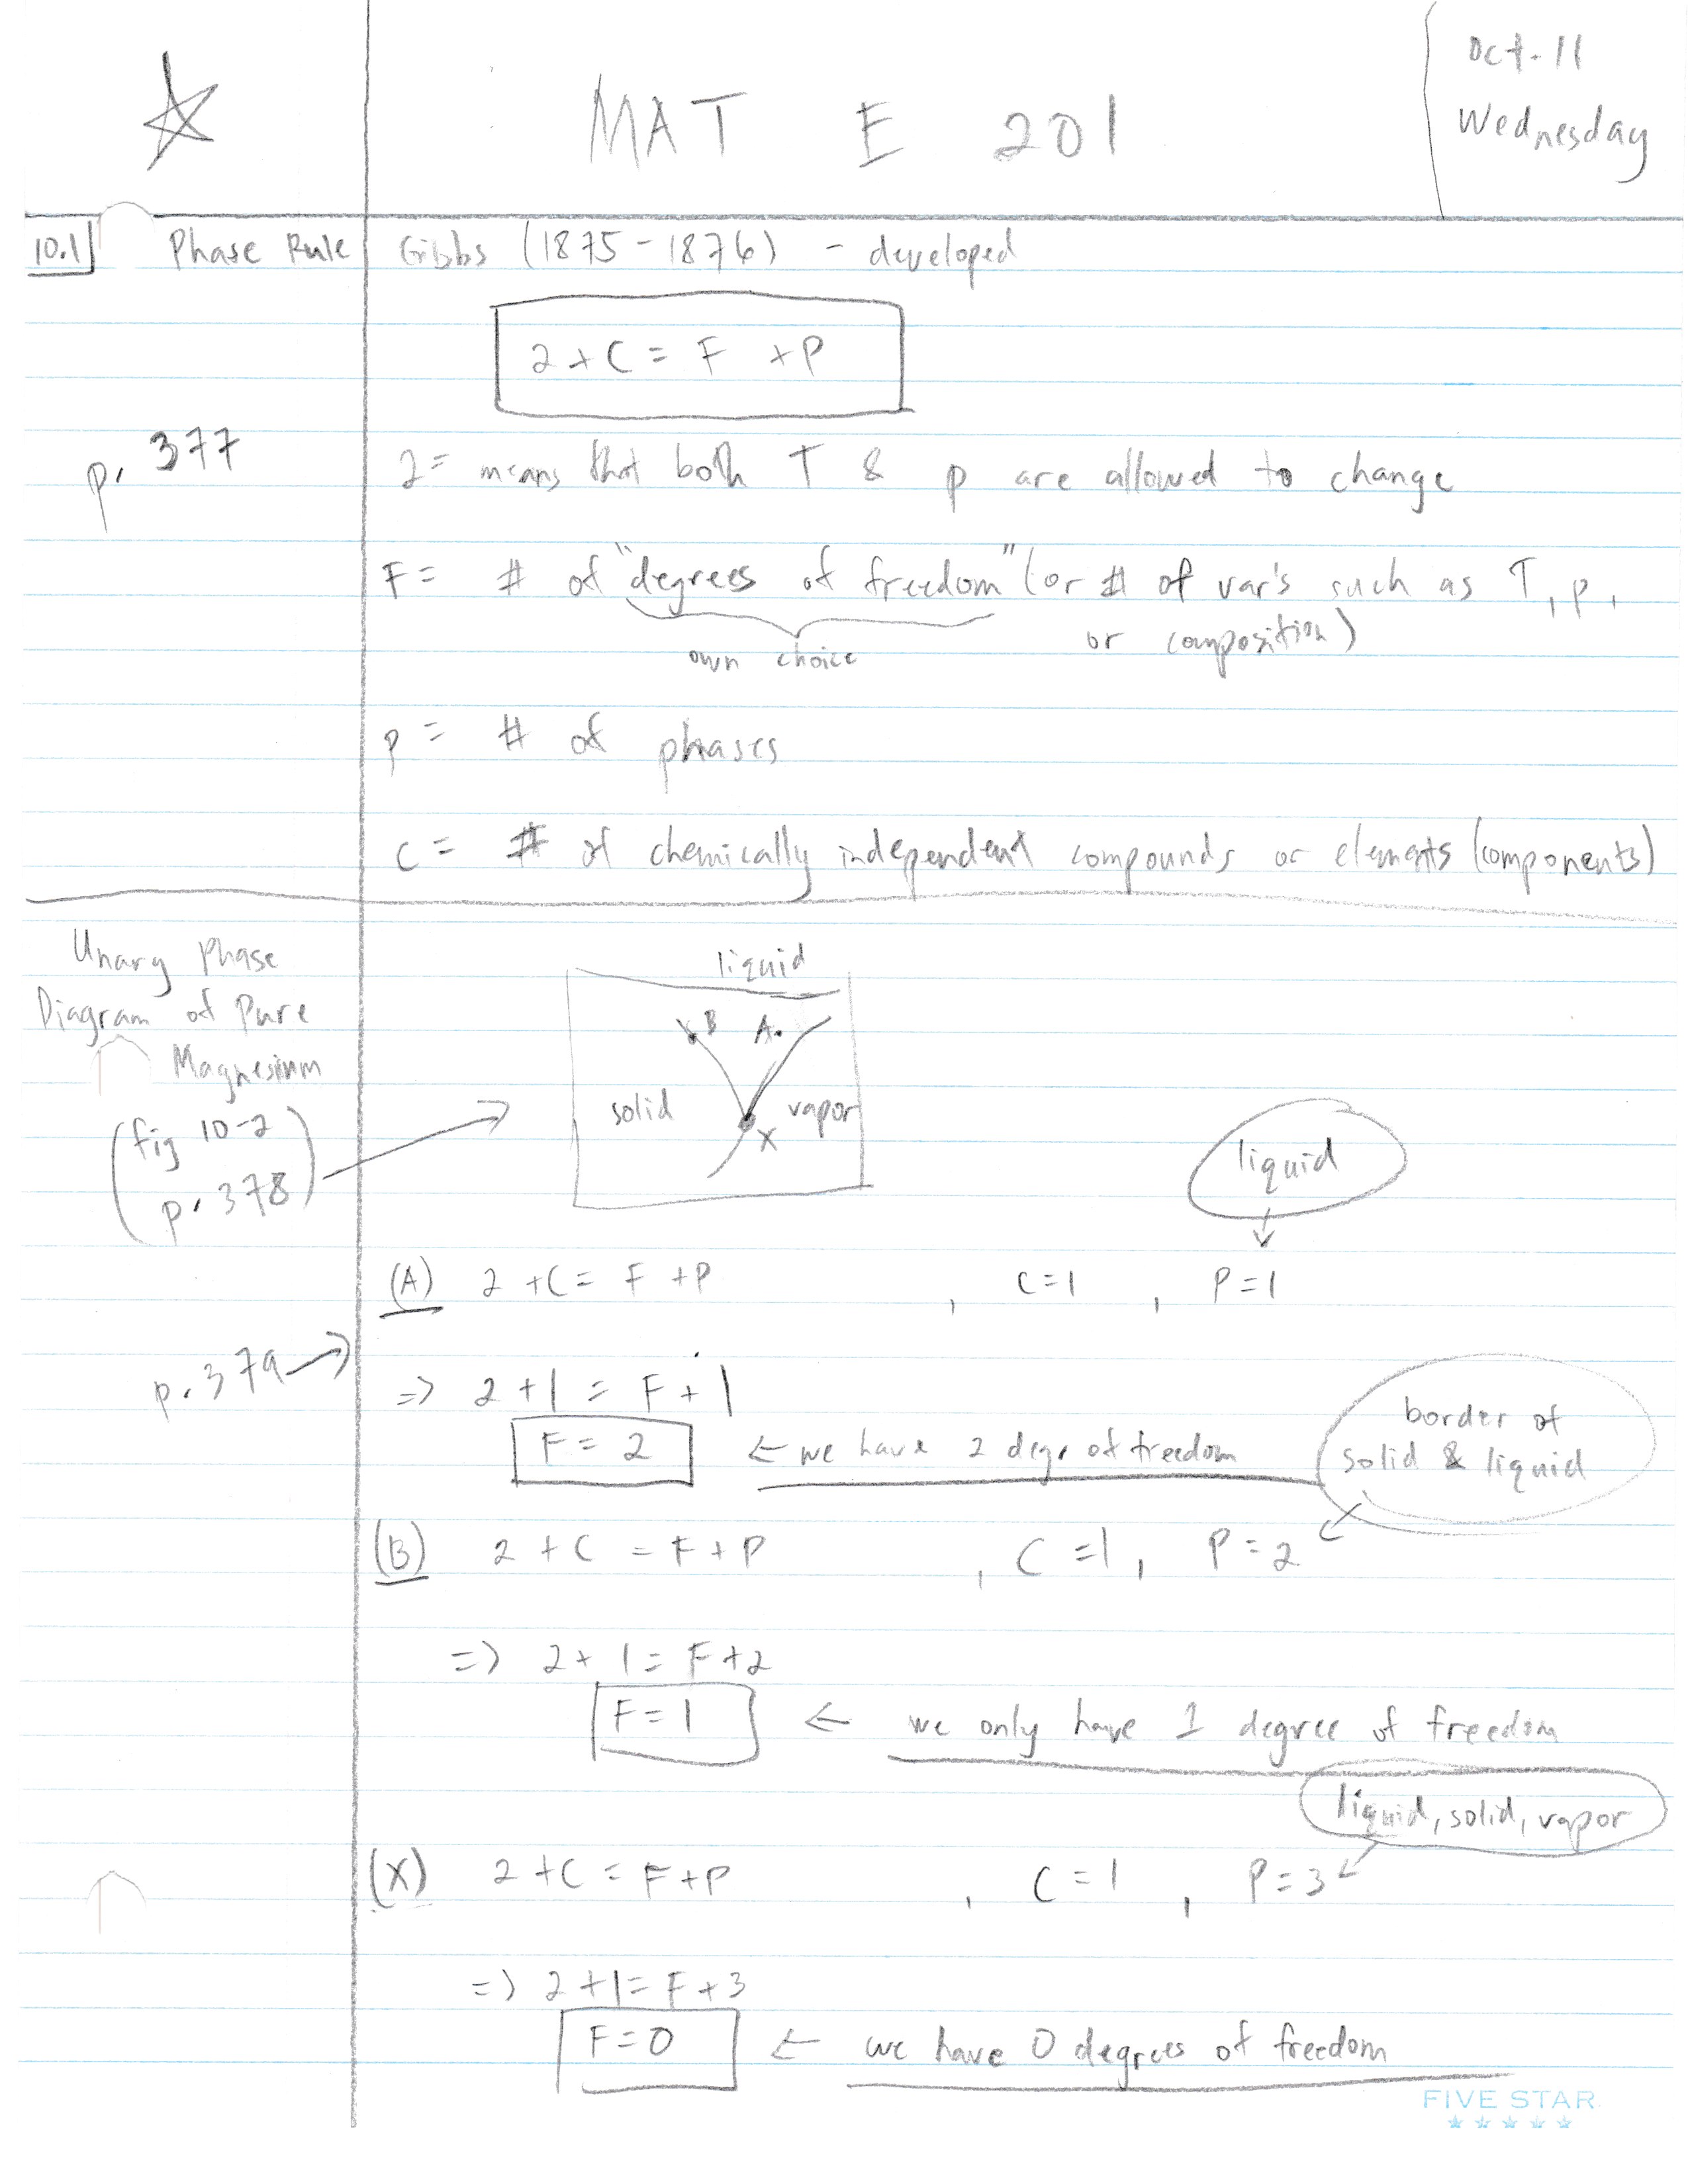 MAT E 201
Oct. 11
Wednesday
10.1 Phase Rule
Gibbs (1875-1876) - developed
2 + C = F + P
p. 377
2 = means that both T & p are allowed to change
F = # of "degrees of freedom" (or # of var's such as T, p,
or composition)
own choice
p = # of phases
C = # of chemically independent compounds or elements (components)
Unary Phase
Diagram of Pure
Magnesium
(fig 10-2
p. 378)
liquid
B A
solid vapor
X
liquid
(A) 2 + C = F + P , C = 1 , P = 1
p. 379
=> 2 + 1 = F + 1
F = 2 ← we have 2 degr of freedom
border of
solid & liquid
(B) 2 + C = F + P , C = 1 , P = 2
=> 2 + 1 = F + 2
F = 1 ← we only have 1 degree of freedom
liquid, solid, vapor
(X) 2 + C = F + P , C = 1 , P = 3
=> 2 + 1 = F + 3
F = 0 ← we have 0 degrees of freedom
FIVE STAR